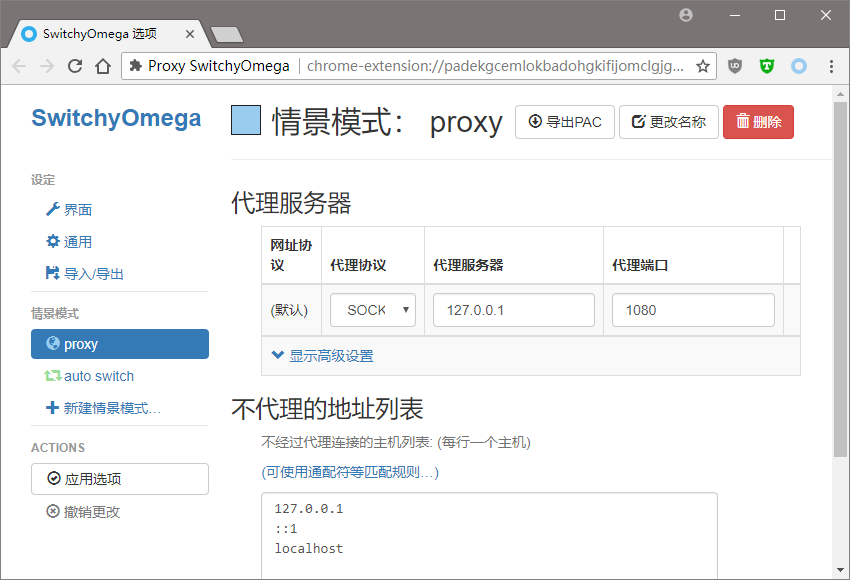 SwitchyOmega 选项
Proxy SwitchyOmega
chrome-extension://padekgcemlokbadohgkifijomclgjg...
SwitchyOmega
设定
界面
通用
导入/导出
情景模式
proxy
auto switch
新建情景模式...
ACTIONS
应用选项
撤销更改
情景模式： proxy
导出PAC
更改名称
删除
代理服务器
网址协议
代理协议
代理服务器
代理端口
(默认)
SOCK
127.0.0.1
1080
显示高级设置
不代理的地址列表
不经过代理连接的主机列表: (每行一个主机)
(可使用通配符等匹配规则...)
127.0.0.1
::1
localhost